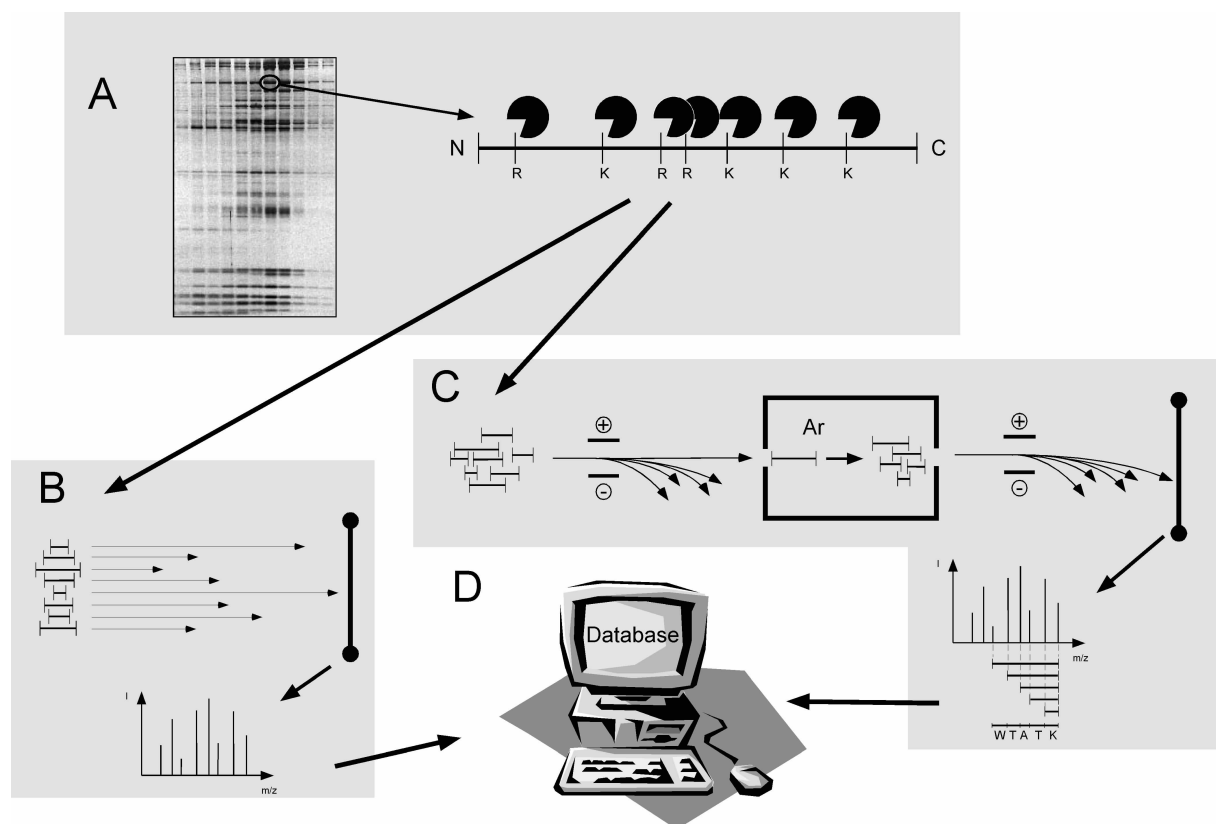 A
N
C
R K R R K K K
C
+
Ar
+
-
-
B
D
I
Database
m/z
I
m/z
W T A T K